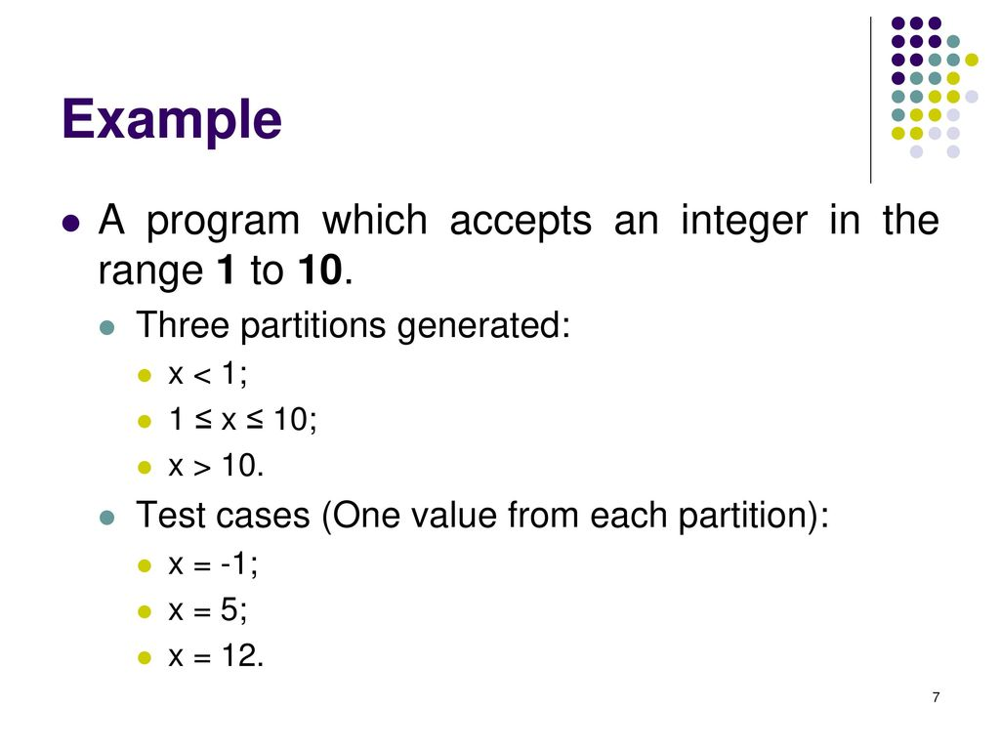 Example
A program which accepts an integer in the
range 1 to 10.
Three partitions generated:
x < 1;
1 ≤ x ≤ 10;
x > 10.
Test cases (One value from each partition):
x = -1;
x = 5;
x = 12.
7